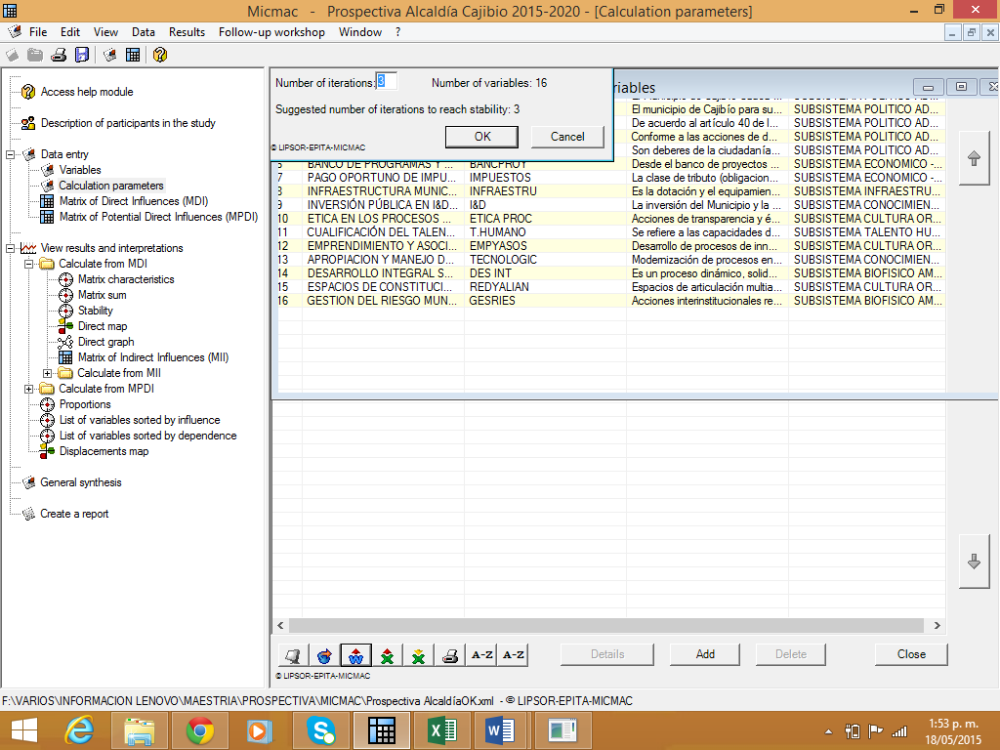 Micmac - Prospectiva Alcaldía Cajibio 2015-2020 - [Calculation parameters]
File Edit View Data Results Follow-up workshop Window ?
Access help module
Description of participants in the study
Data entry
Variables
Calculation parameters
Matrix of Direct Influences (MDI)
Matrix of Potential Direct Influences (MPDI)
View results and interpretations
Calculate from MDI
Matrix characteristics
Matrix sum
Stability
Direct map
Direct graph
Matrix of Indirect Influences (MII)
Calculate from MII
Calculate from MPDI
Proportions
List of variables sorted by influence
List of variables sorted by dependence
Displacements map
General synthesis
Create a report
Number of iterations: 3 Number of variables: 16
Suggested number of iterations to reach stability: 3
OK Cancel
© LIPSOR-EPITA-MICMAC
riables
El municipio de Cajibío para su... SUBSISTEMA POLITICO AD...
De acuerdo al artículo 40 de l... SUBSISTEMA POLITICO AD...
Conforme a las acciones de d... SUBSISTEMA POLITICO AD...
Son deberes de la ciudadanía... SUBSISTEMA POLITICO AD...
BANCO DE PROGRAMAS Y ... BANCPROY Desde el banco de proyectos ... SUBSISTEMA ECONOMICO -...
7 PAGO OPORTUNO DE IMPU... IMPUESTOS La clase de tributo (obligacion... SUBSISTEMA ECONOMICO -...
8 INFRAESTRUCTURA MUNIC... INFRAESTRU Es la dotación y el equipamien... SUBSISTEMA INFRAESTRU...
9 INVERSIÓN PÚBLICA EN I&D... I&D La inversión del Municipio y la ... SUBSISTEMA CONOCIMIEN...
10 ETICA EN LOS PROCESOS ... ETICA PROC Acciones de transparencia y é... SUBSISTEMA CULTURA OR...
11 CUALIFICACIÓN DEL TALEN... T.HUMANO Se refiere a las capacidades d... SUBSISTEMA TALENTO HU...
12 EMPRENDIMIENTO Y ASOCI... EMPYASOS Desarrollo de procesos de inn... SUBSISTEMA CULTURA OR...
13 APROPIACION Y MANEJO D... TECNOLOGIC Modernización de procesos en... SUBSISTEMA CONOCIMIEN...
14 DESARROLLO INTEGRAL S... DES INT Es un proceso dinámico, solid... SUBSISTEMA BIOFISICO AM...
15 ESPACIOS DE CONSTITUCI... REDYALIAN Espacios de articulación multia... SUBSISTEMA CULTURA OR...
16 GESTION DEL RIESGO MUN... GESRIES Acciones interinstitucionales re... SUBSISTEMA BIOFISICO AM...
A-Z A-Z Details Add Delete Close
© LIPSOR-EPITA-MICMAC
F:\VARIOS\INFORMACION LENOVO\MAESTRIA\PROSPECTIVA\MICMAC\Prospectiva AlcaldíaOK.xml - © LIPSOR-EPITA-MICMAC
1:53 p. m.
18/05/2015